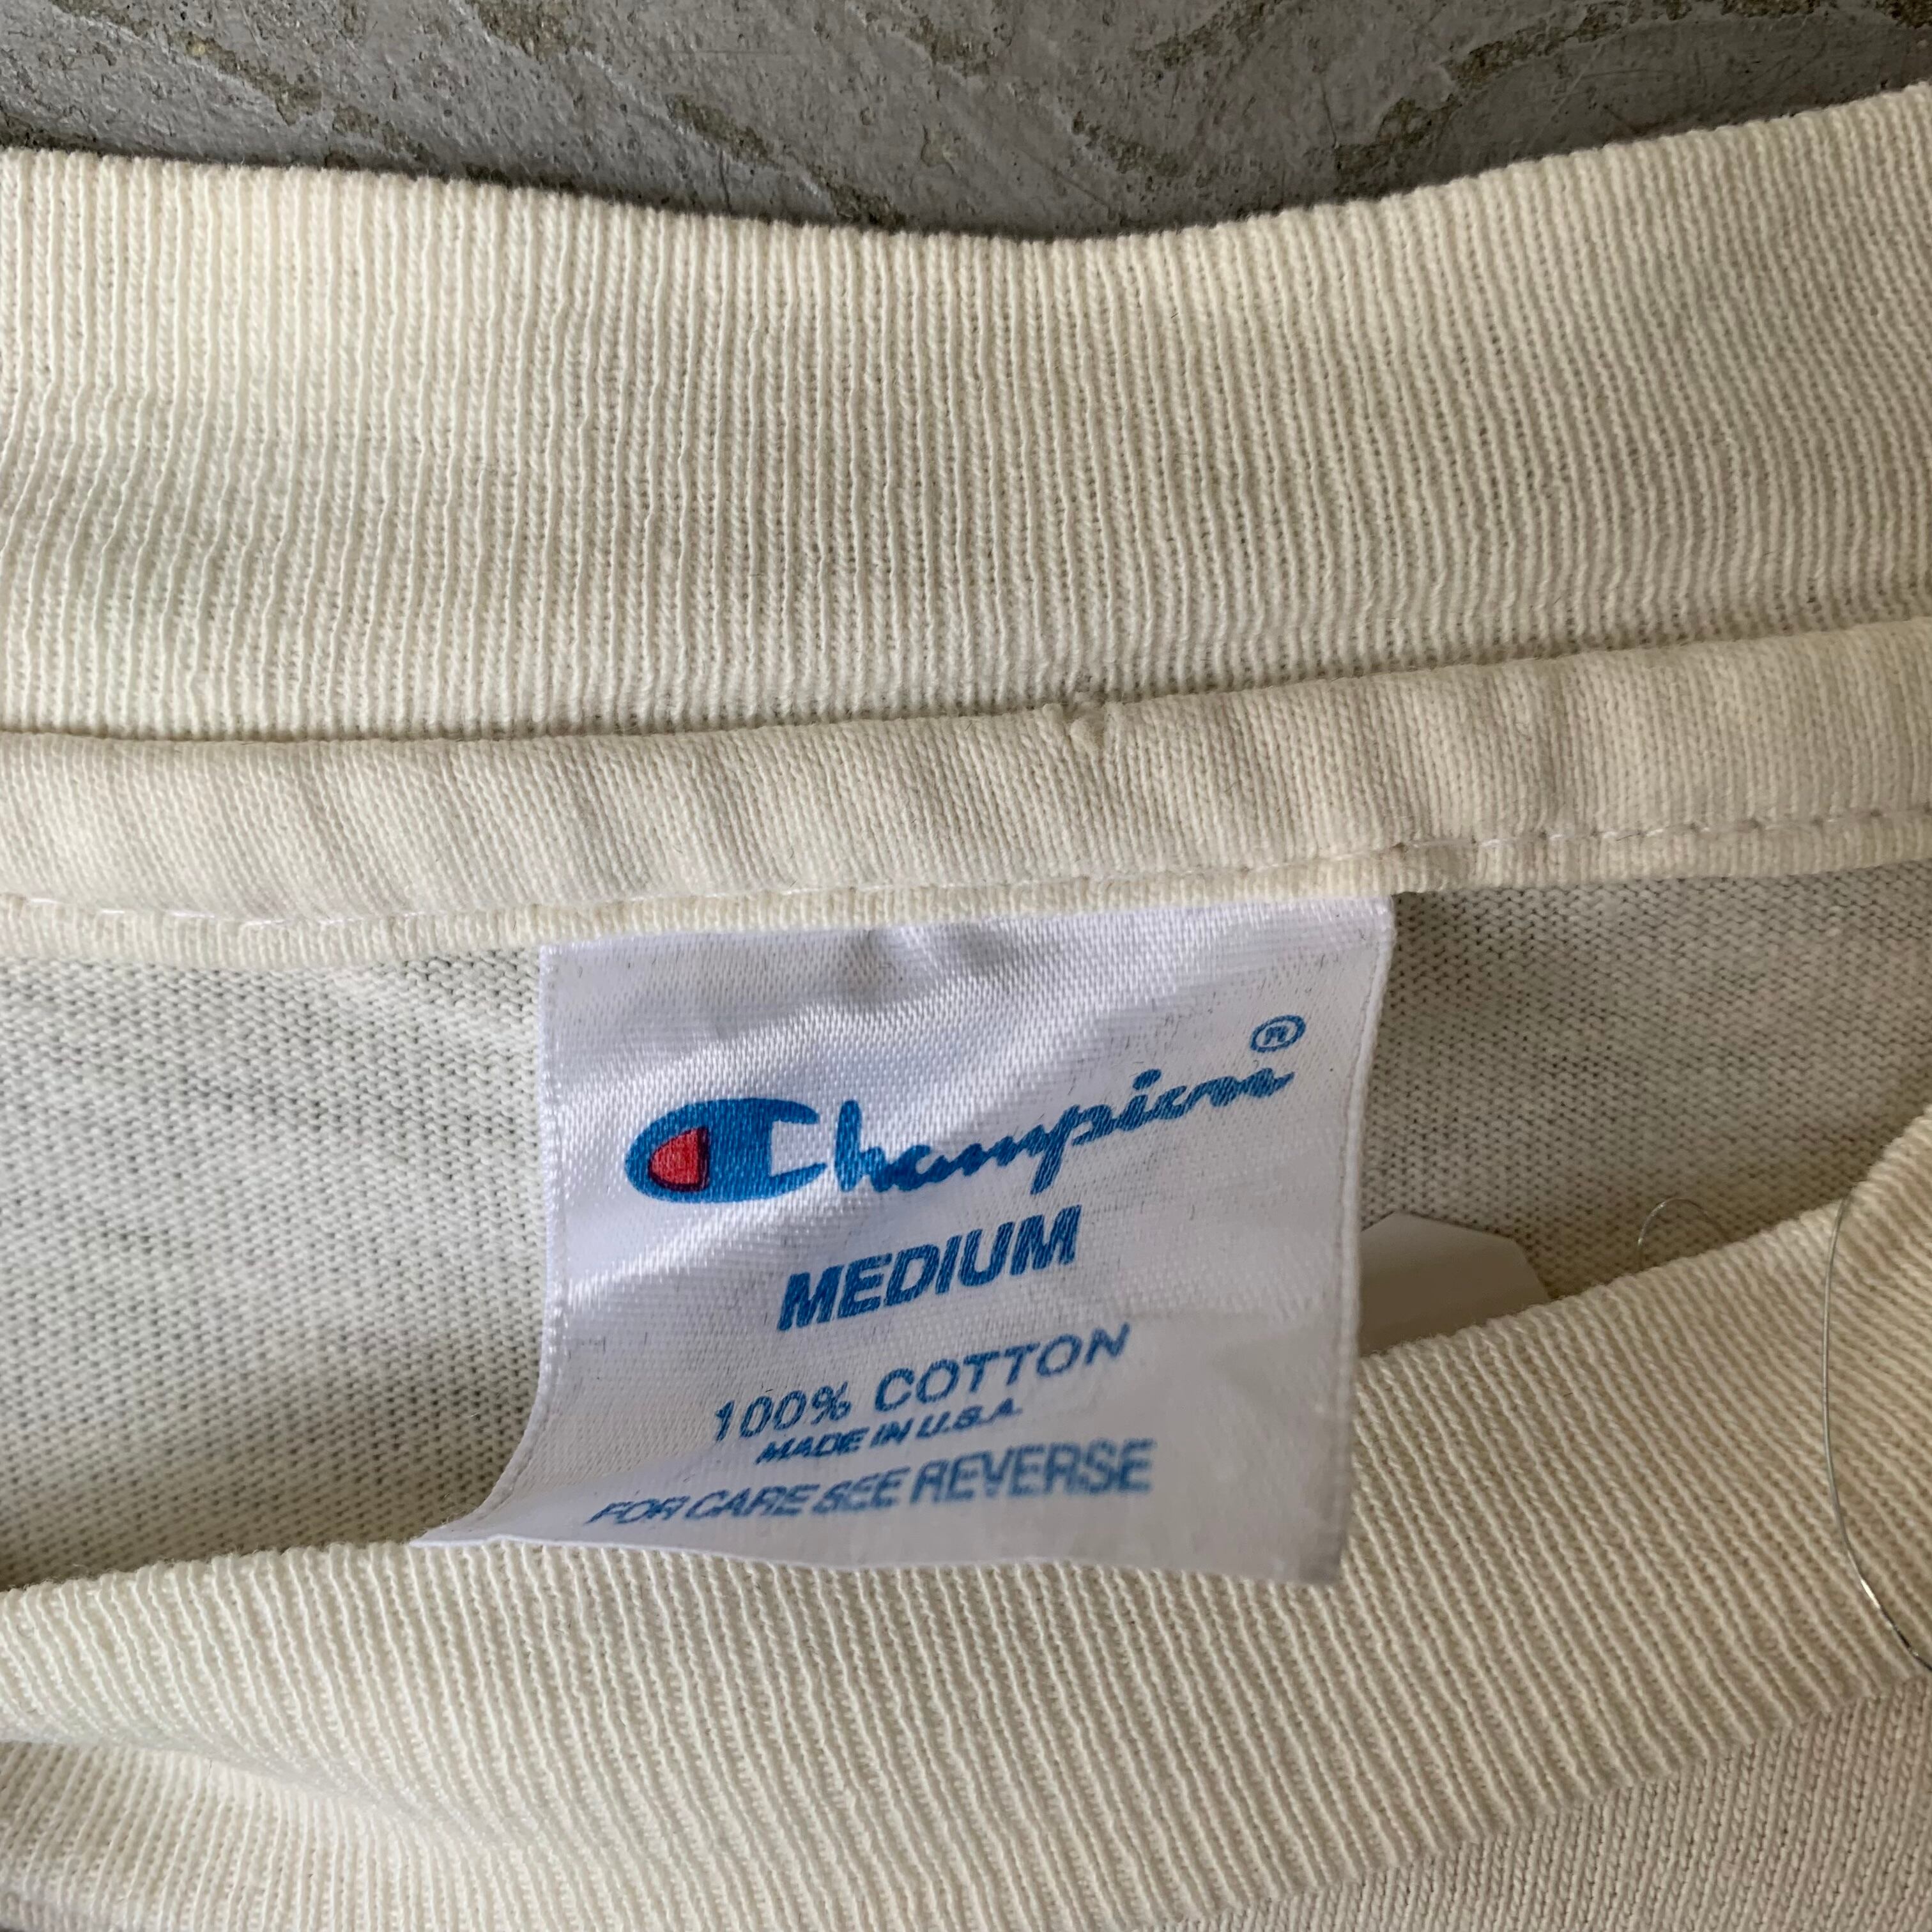 Champion®
MEDIUM
100% COTTON
MADE IN U.S.A.
FOR CARE SEE REVERSE